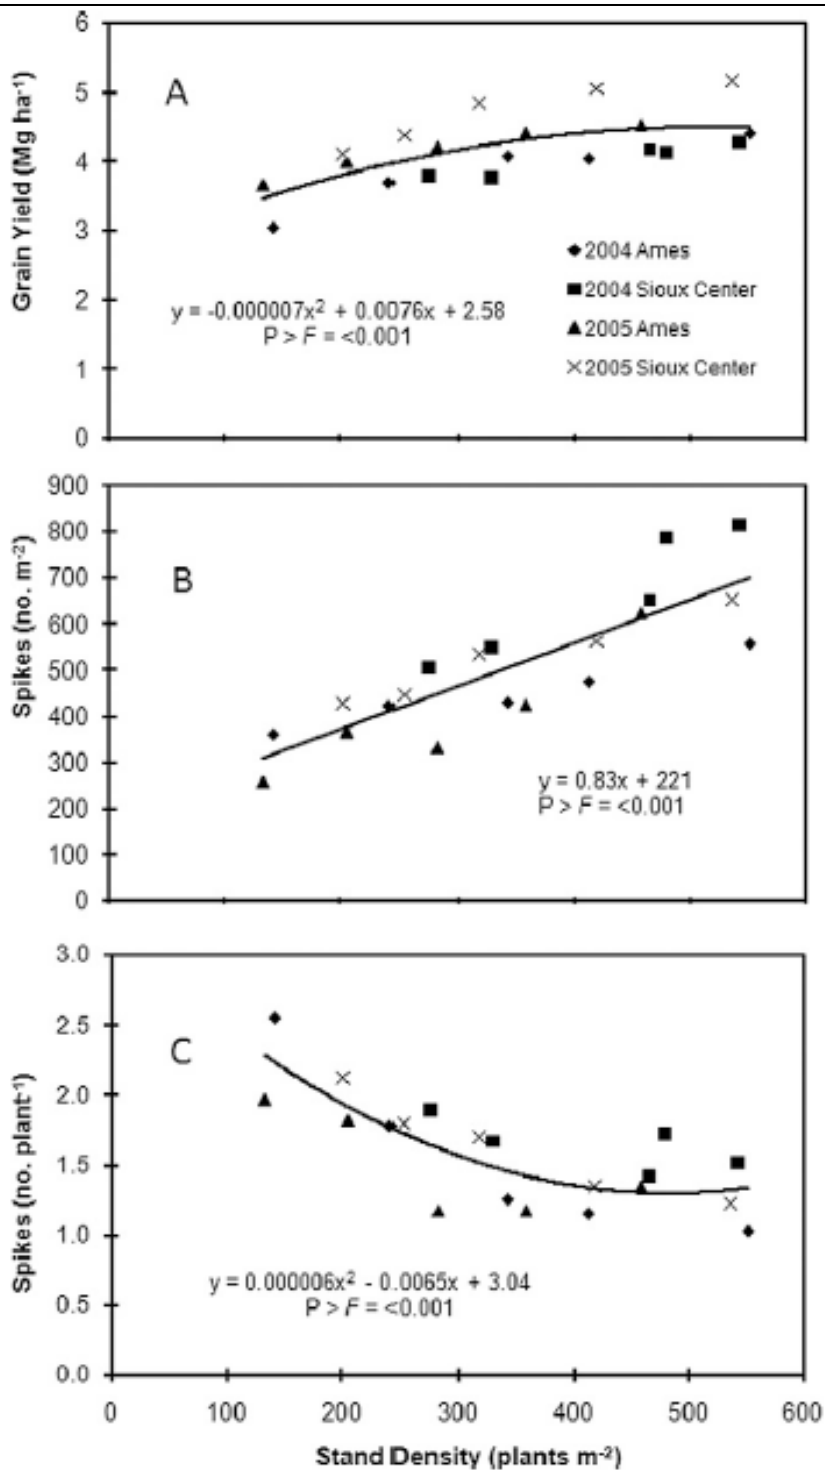 6
5
4
3
2
1
0
Grain Yield (Mg ha⁻¹)
A
2004 Ames
2004 Sioux Center
2005 Ames
2005 Sioux Center
y = -0.000007x² + 0.0076x + 2.58
P > F = <0.001
900
800
700
600
500
400
300
200
100
0
Spikes (no. m⁻²)
B
y = 0.83x + 221
P > F = <0.001
3.0
2.5
2.0
1.5
1.0
0.5
0.0
Spikes (no. plant⁻¹)
C
y = 0.000006x² - 0.0065x + 3.04
P > F = <0.001
0 100 200 300 400 500 600
Stand Density (plants m⁻²)